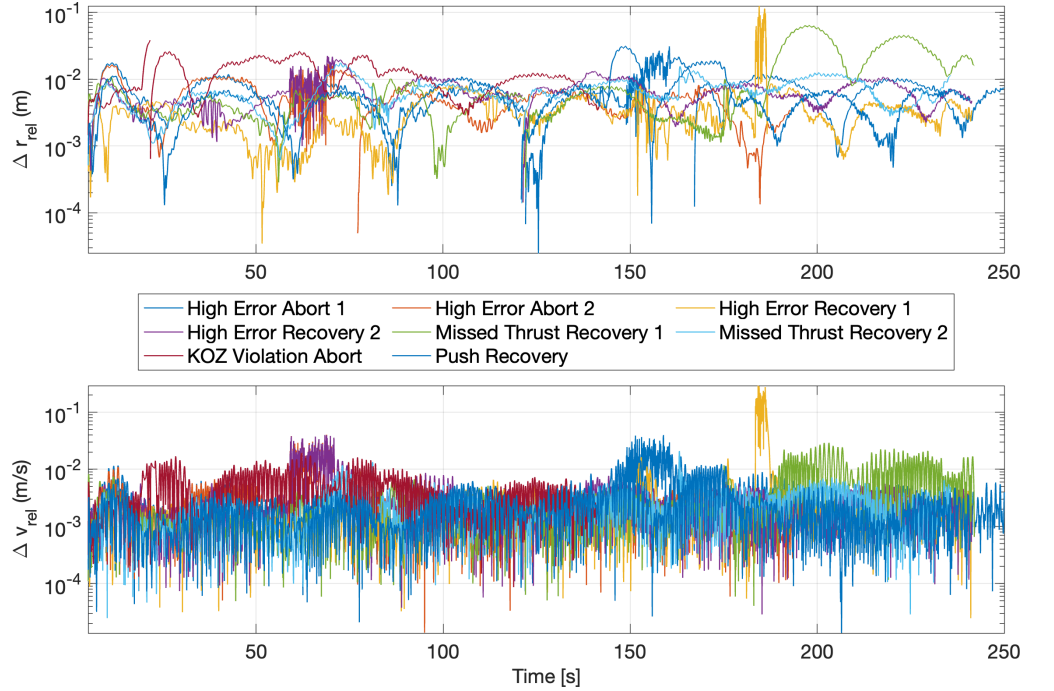 10^-1
10^-2
10^-3
10^-4
Δ r_rel (m)
50 100 150 200 250
High Error Abort 1 High Error Abort 2 High Error Recovery 1
High Error Recovery 2 Missed Thrust Recovery 1 Missed Thrust Recovery 2
KOZ Violation Abort Push Recovery
10^-1
10^-2
10^-3
10^-4
Δ v_rel (m/s)
50 100 150 200 250
Time [s]